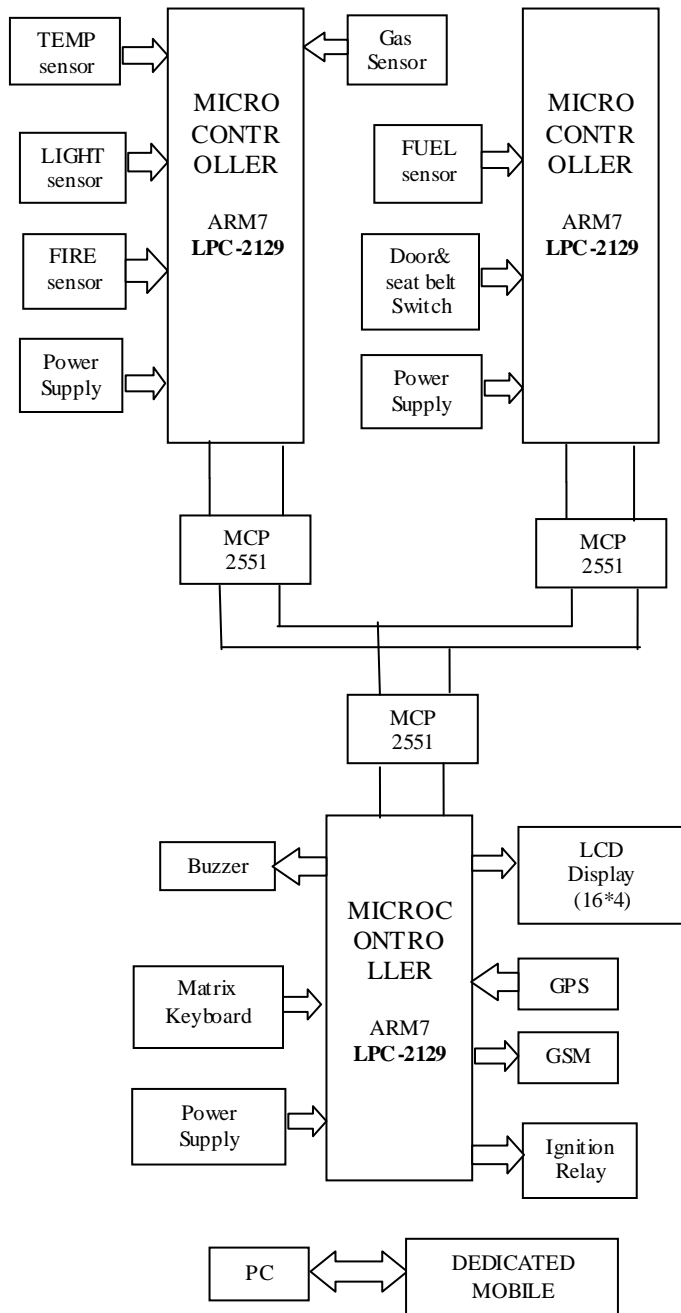 TEMP
sensor
Gas
Sensor
MICRO
CONTR
OLLER
ARM7
LPC-2129
LIGHT
sensor
FIRE
sensor
Power
Supply
MICRO
CONTR
OLLER
ARM7
LPC-2129
FUEL
sensor
Door&
seat belt
Switch
Power
Supply
MCP
2551
MCP
2551
MCP
2551
Buzzer
MICROC
ONTRO
LLER
ARM7
LPC-2129
LCD
Display
(16*4)
Matrix
Keyboard
GPS
GSM
Power
Supply
Ignition
Relay
PC
DEDICATED
MOBILE